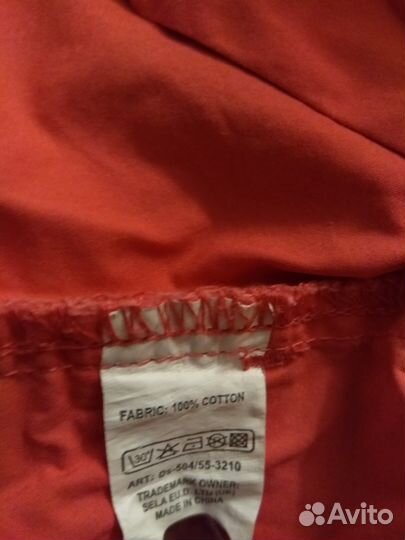 FABRIC: 100% COTTON
30°
ART.: Ds-504/55-3210
TRADEMARK OWNER:
SELA EU.D. LTD (UK)
MADE IN CHINA
Avito